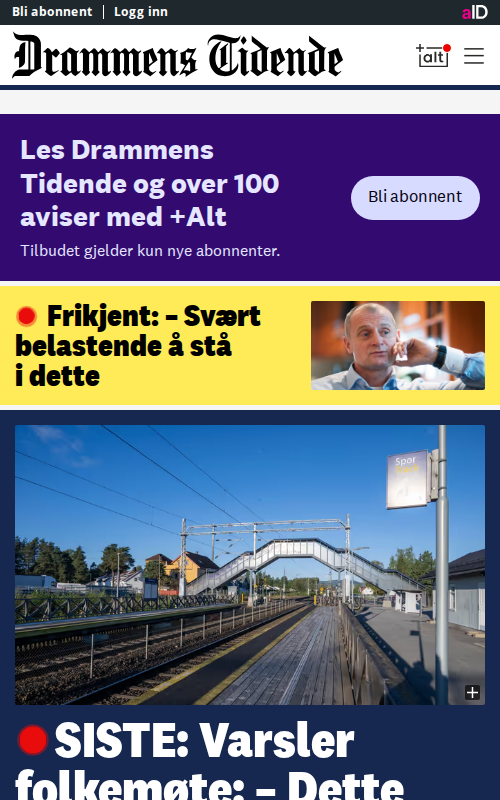 Bli abonnent
Logg inn
aID
Drammens Tidende
+alt
Les Drammens
Tidende og over 100
aviser med +Alt
Bli abonnent
Tilbudet gjelder kun nye abonnenter.
Frikjent: – Svært
belastende å stå
i dette
Spor
SISTE: Varsler
folkemøte: – Dette